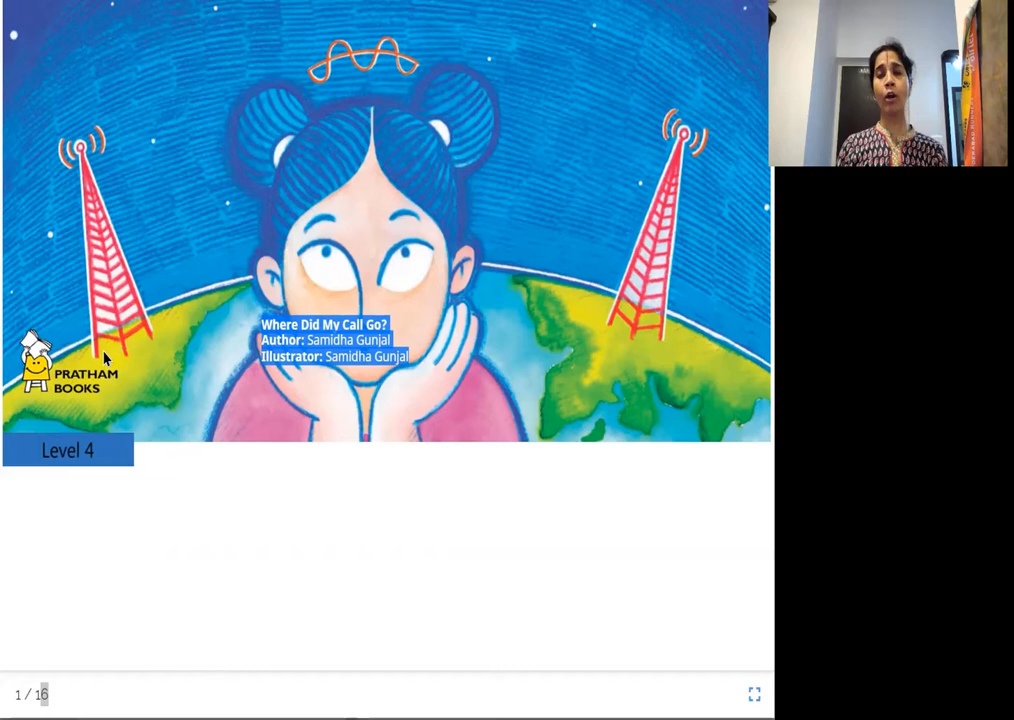 Where Did My Call Go?
Author: Samidha Gunjal
Illustrator: Samidha Gunjal
PRATHAM
BOOKS
Level 4
1 / 16